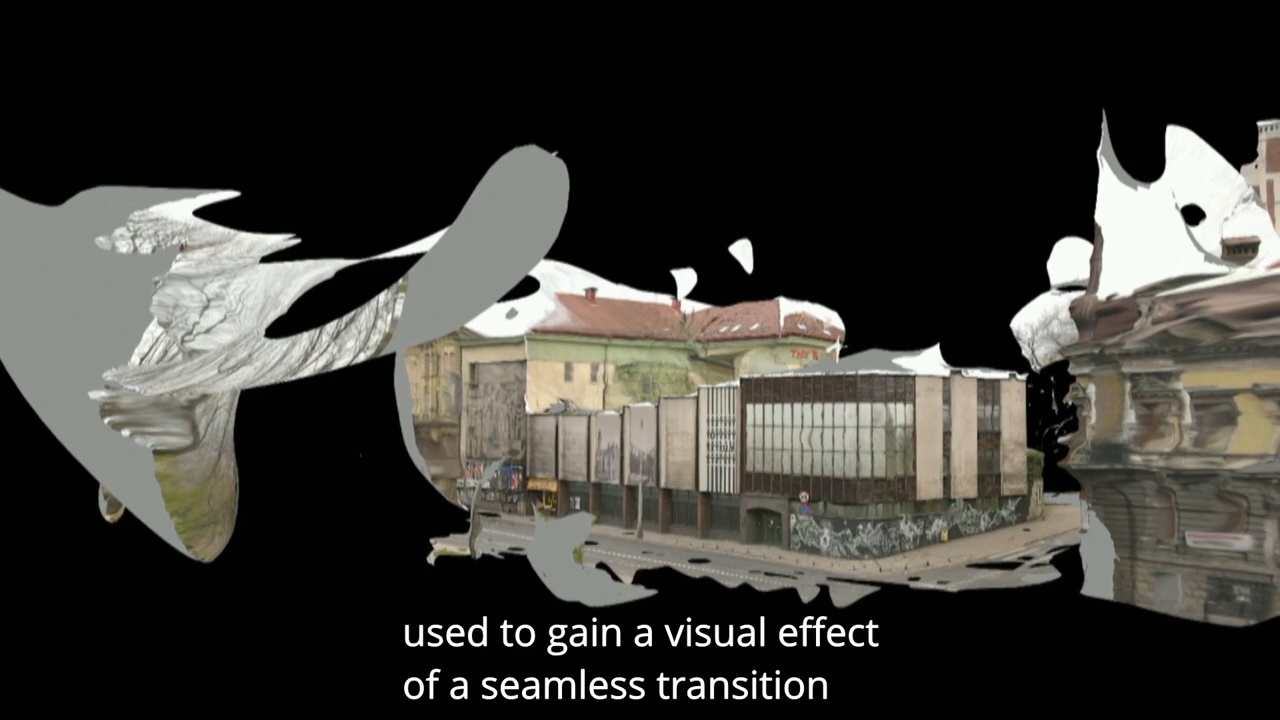 used to gain a visual effect
of a seamless transition